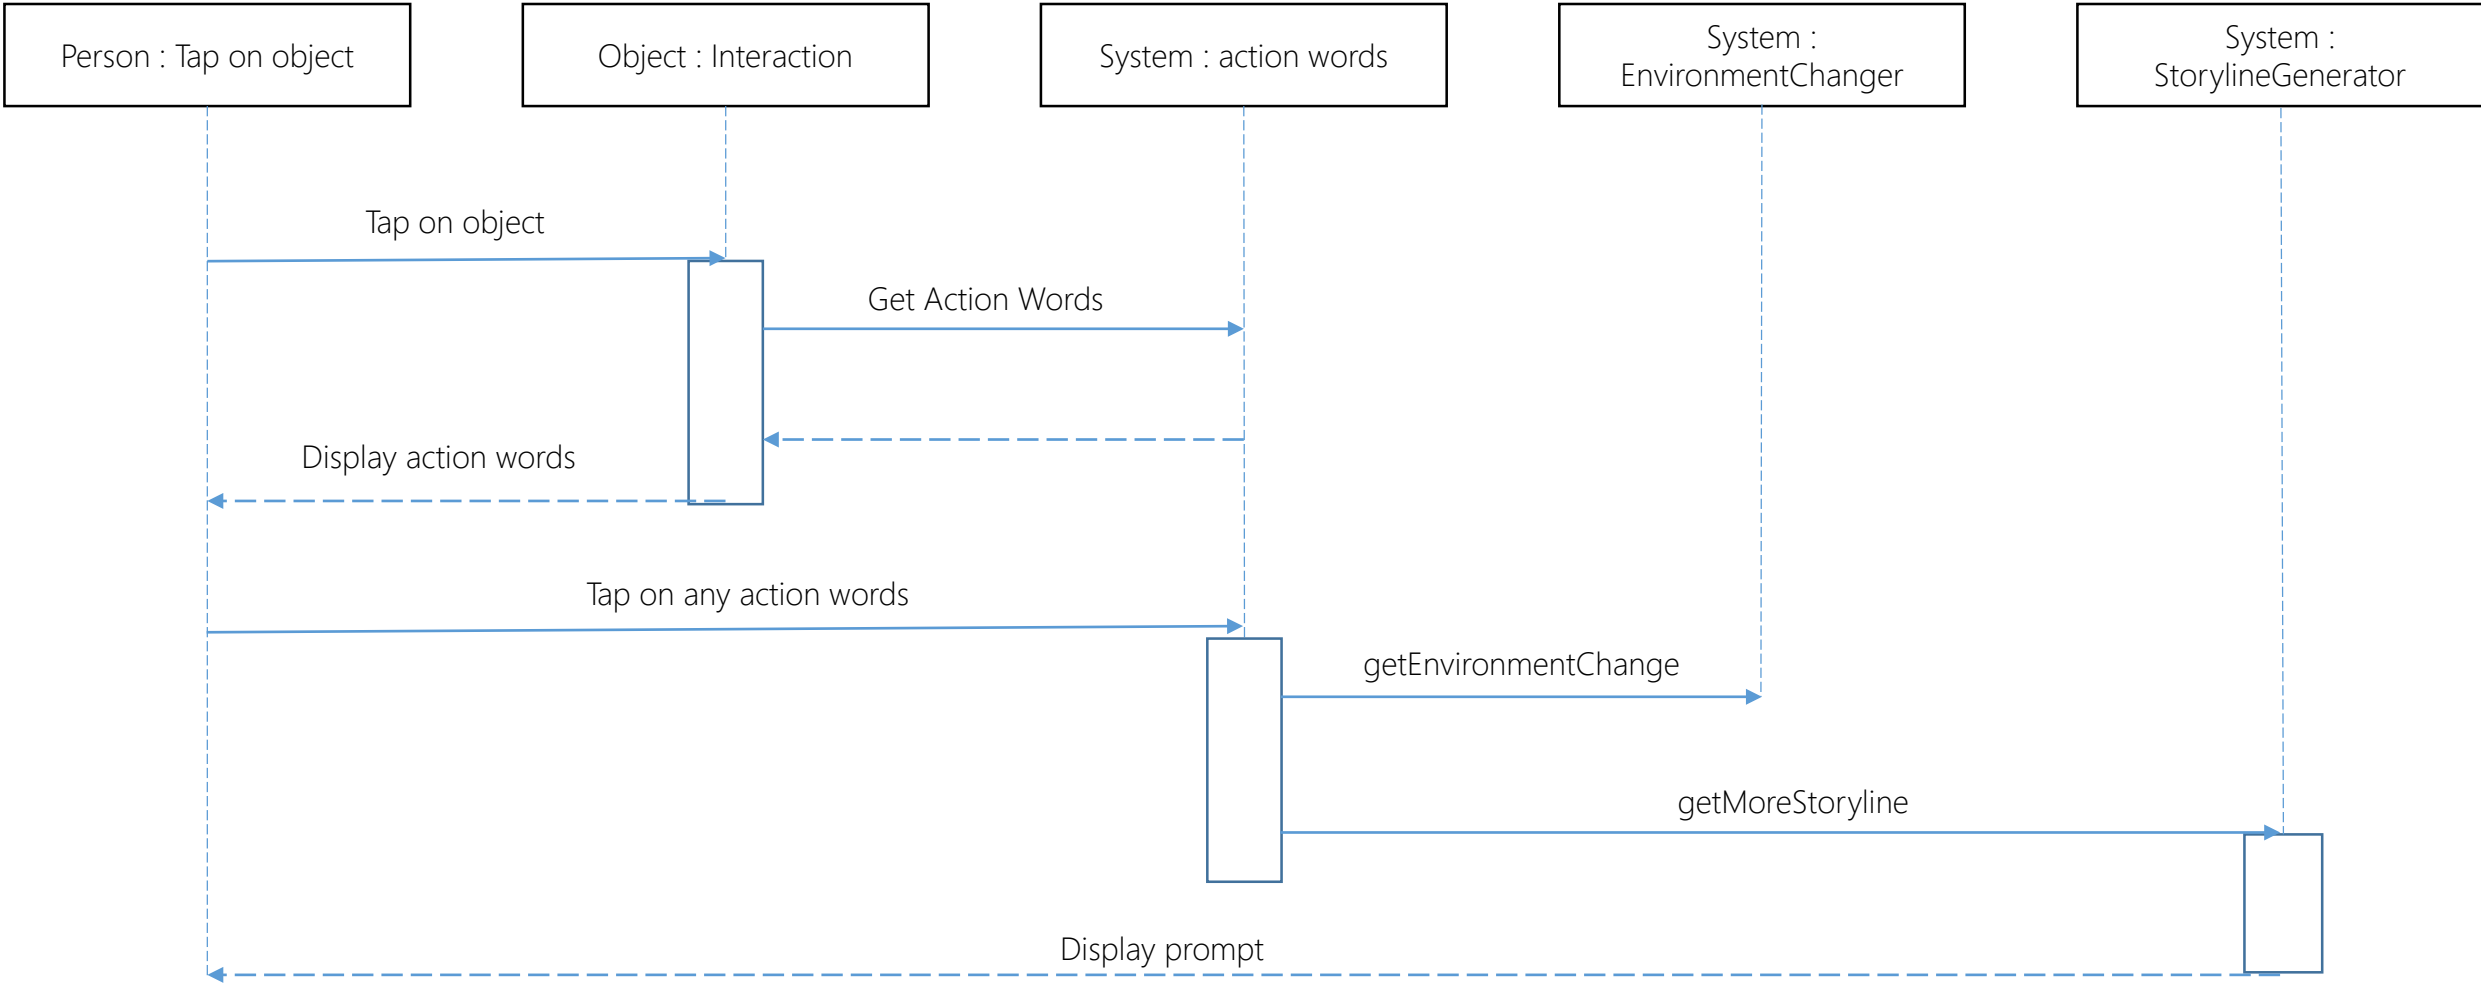 Person : Tap on object
Object : Interaction
System : action words
System :
EnvironmentChanger
System :
StorylineGenerator
Tap on object
Get Action Words
Display action words
Tap on any action words
getEnvironmentChange
getMoreStoryline
Display prompt